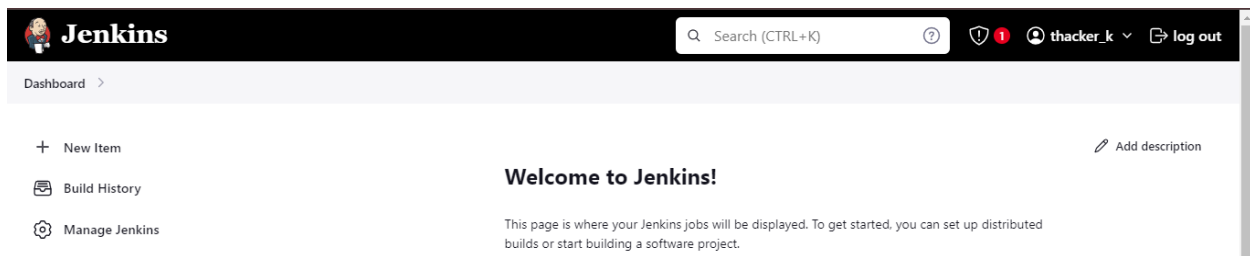 Jenkins
Search (CTRL+K)
1
thacker_k
log out
Dashboard
New Item
Add description
Build History
Manage Jenkins
Welcome to Jenkins!
This page is where your Jenkins jobs will be displayed. To get started, you can set up distributed
builds or start building a software project.